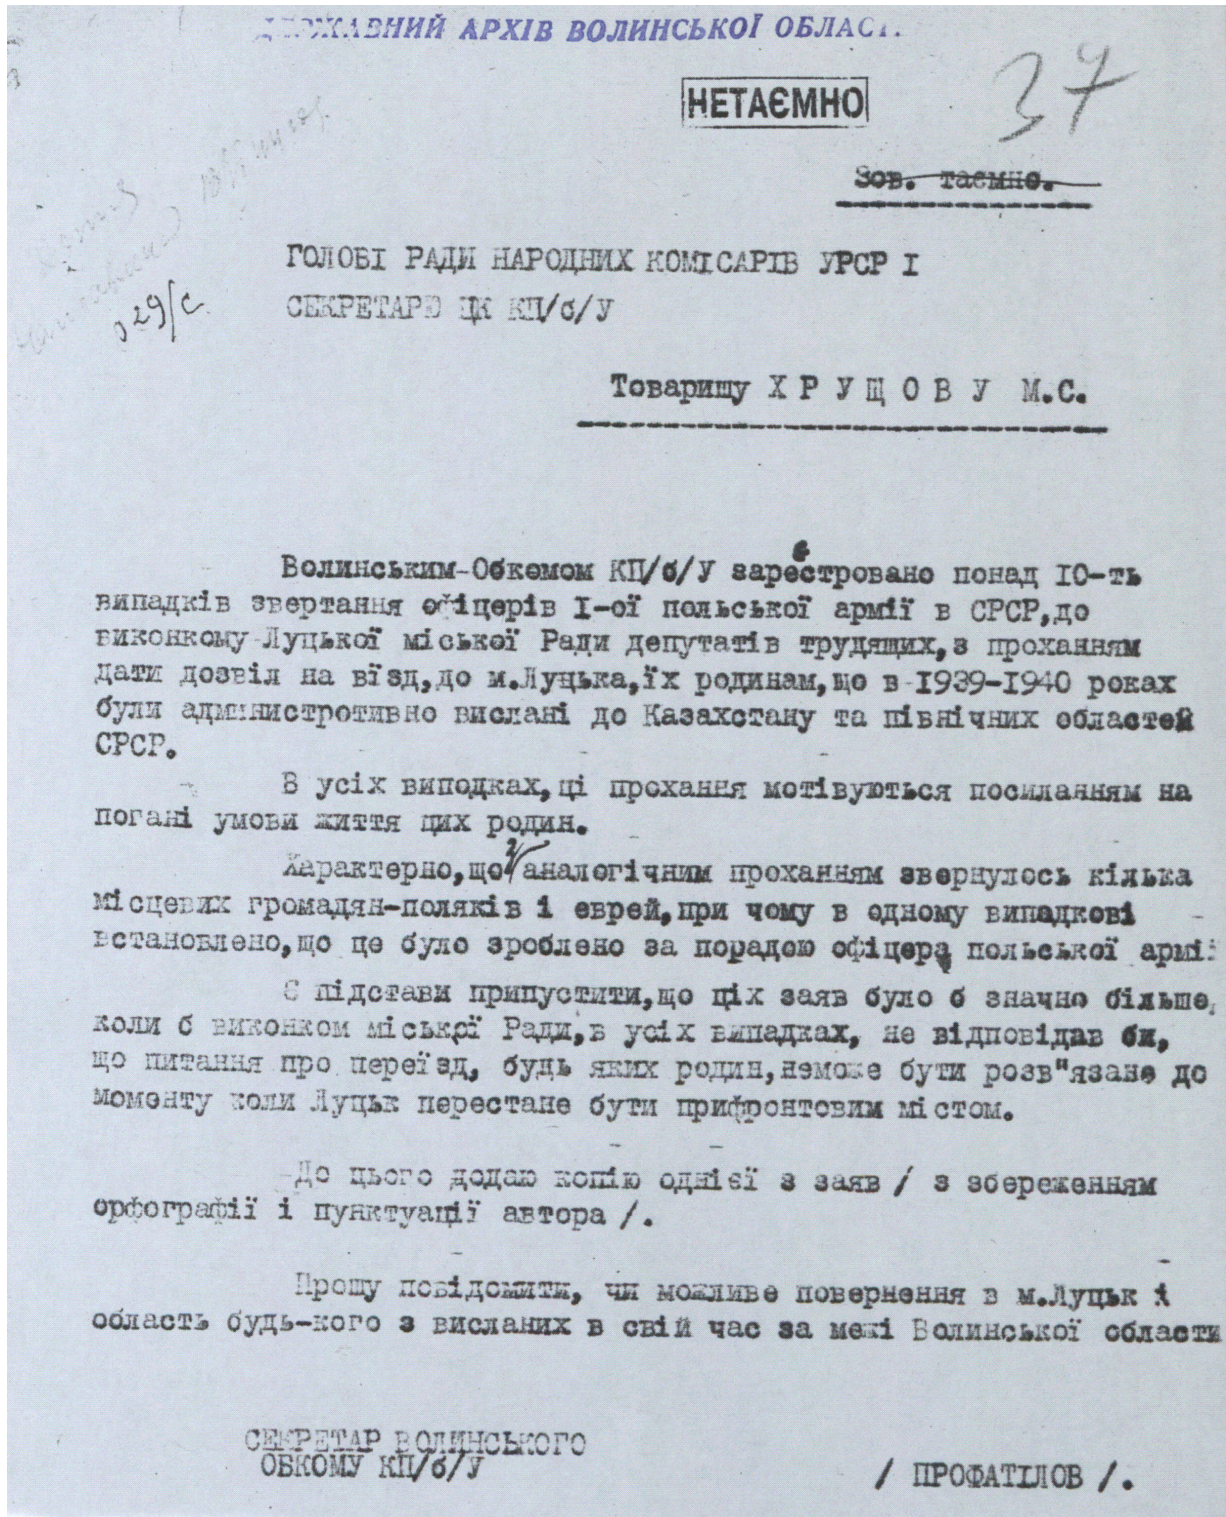 ДЕРЖАВНИЙ АРХІВ ВОЛИНСЬКОЇ ОБЛАСТ
37
НЕТАЄМНО
Зов. таємно.
029/с
ГОЛОВІ РАДИ НАРОДНИХ КОМІСАРІВ УРСР І
СЕКРЕТАРЮ ЦК КП/б/У
Товаришу Х Р У Щ О В У М.С.
Волинським-Обкомом КП/б/У зареєстровано понад 10-ть
випадків звертання офіцерів І-ої польської армії в СРСР,до
виконкому Луцької міської Ради депутатів трудящих,з проханням
дати дозвіл на вїзд,до м.Луцька,їх родинам,що в 1939-1940 роках
були адміністротивно вислані до Казахстану та північних областей
СРСР.
В усіх виподках,ці прохання мотівуються посиланням на
погані умови життя цих родин.
Характерно,що з аналогічним проханням звернулось кілька
місцевих громадян-поляків і еврей,при чому в одному випадкові
встановлено,що це було зроблено за порадою офіцера польської армії
Є підстави припустити,що ціх заяв було б значно більше,
коли б виконком міської Ради,в усіх випадках, не відповідав би,
що питання про переїзд, будь яких родин,неможе бути розв"язане до
моменту коли Луцьк перестане бути прифронтовим містом.
До цього додаю копію однієї з заяв / з збереженням
орфографії і пунктуації автора /.
Прошу повідомити, чи можливе повернення в м.Луцьк і
область будь-кого з висланих в свій час за межі Волинської области
СЕКРЕТАР ВОЛИНСЬКОГО
ОБКОМУ КП/б/У
/ ПРОФАТІЛОВ /.